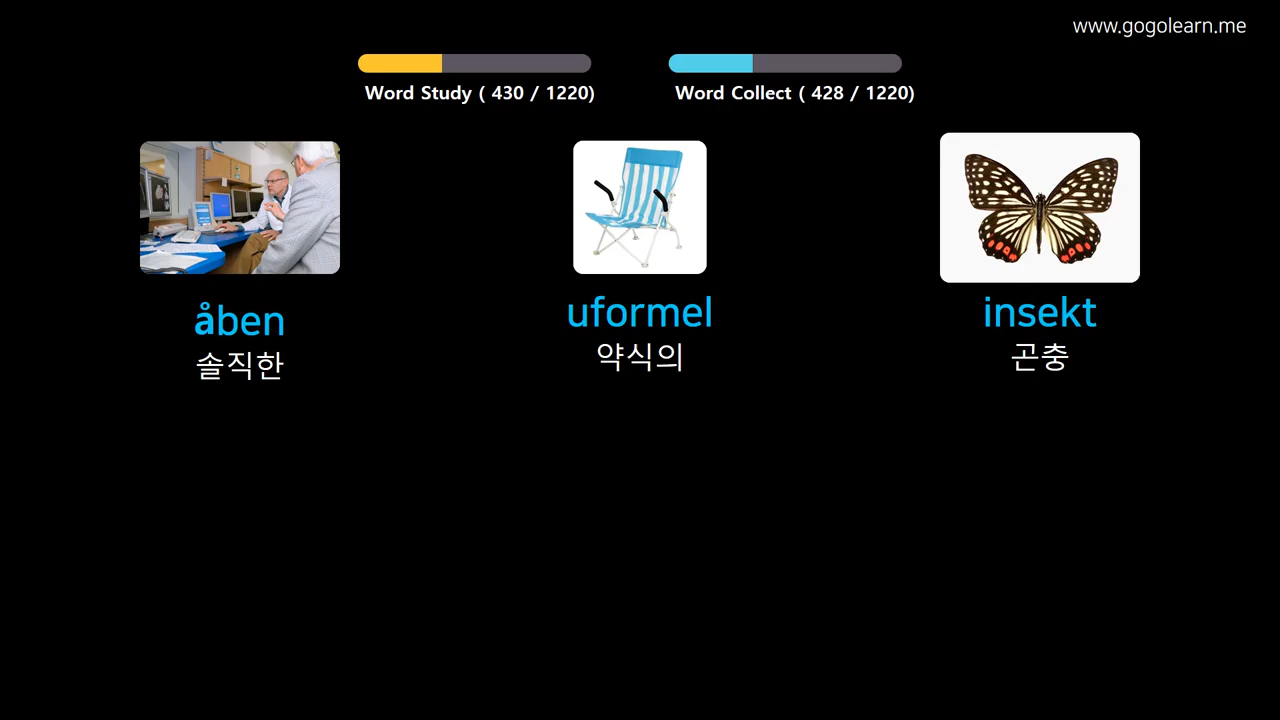 www.gogolearn.me
Word Study ( 430 / 1220)
Word Collect ( 428 / 1220)
åben
솔직한
uformel
약식의
insekt
곤충